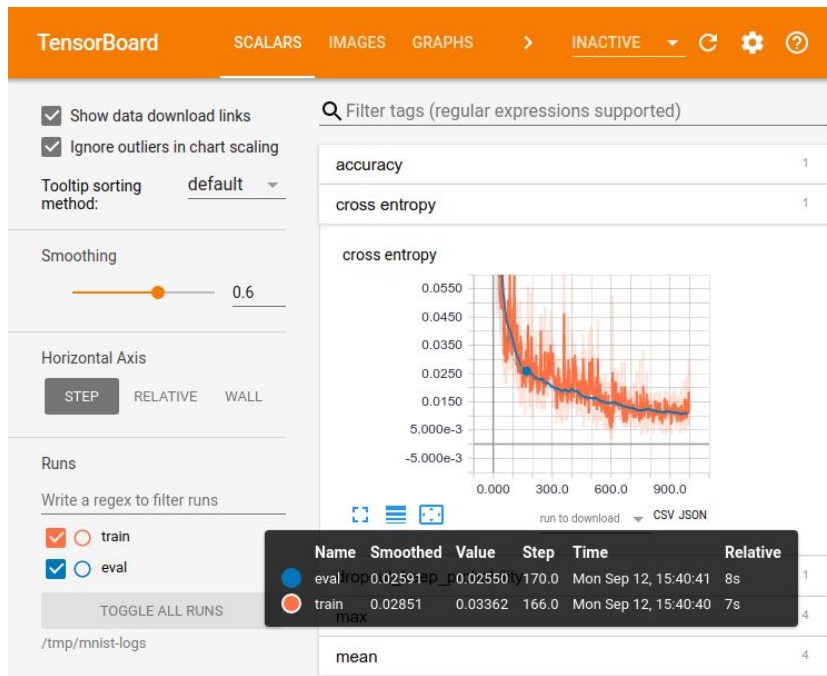 TensorBoard SCALARS IMAGES GRAPHS INACTIVE
Show data download links
Ignore outliers in chart scaling
Tooltip sorting
method:
default
Smoothing
0.6
Horizontal Axis
STEP RELATIVE WALL
Runs
Write a regex to filter runs
train
eval
TOGGLE ALL RUNS
/tmp/mnist-logs
Filter tags (regular expressions supported)
accuracy 1
cross entropy 1
cross entropy
0.0550
0.0450
0.0350
0.0250
0.0150
5.000e-3
-5.000e-3
0.000 300.0 600.0 900.0
run to download CSV JSON
Name Smoothed Value Step Time Relative
eval 0.02591 0.02550 170.0 Mon Sep 12, 15:40:41 8s
train 0.02851 0.03362 166.0 Mon Sep 12, 15:40:40 7s
1
max 4
mean 4